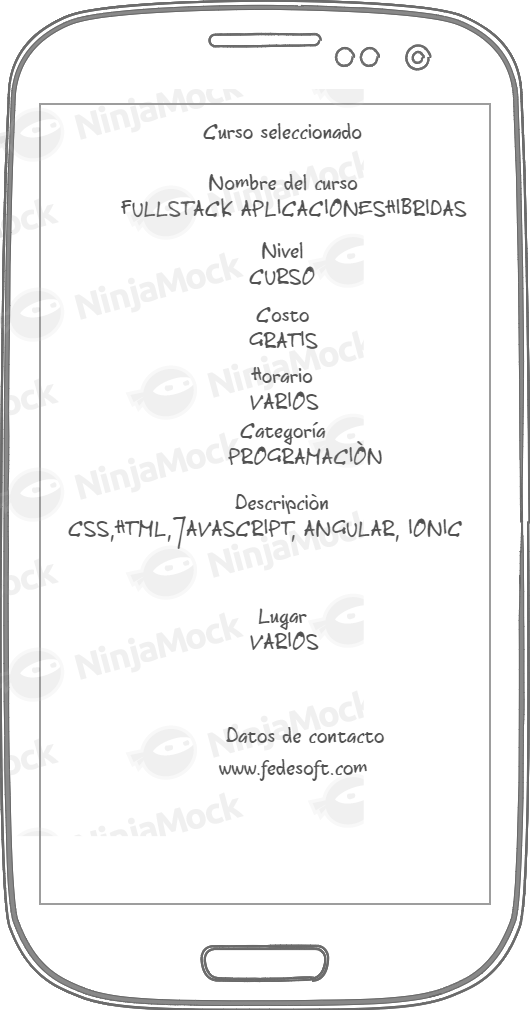 Curso seleccionado
Nombre del curso
FULLSTACK APLICACIONESHIBRIDAS
Nivel
CURSO
Costo
GRATIS
Horario
VARIOS
Categoría
PROGRAMACIÒN
Descripciòn
CSS,HTML,JAVASCRIPT, ANGULAR, IONIC
Lugar
VARIOS
Datos de contacto
www.fedesoft.com